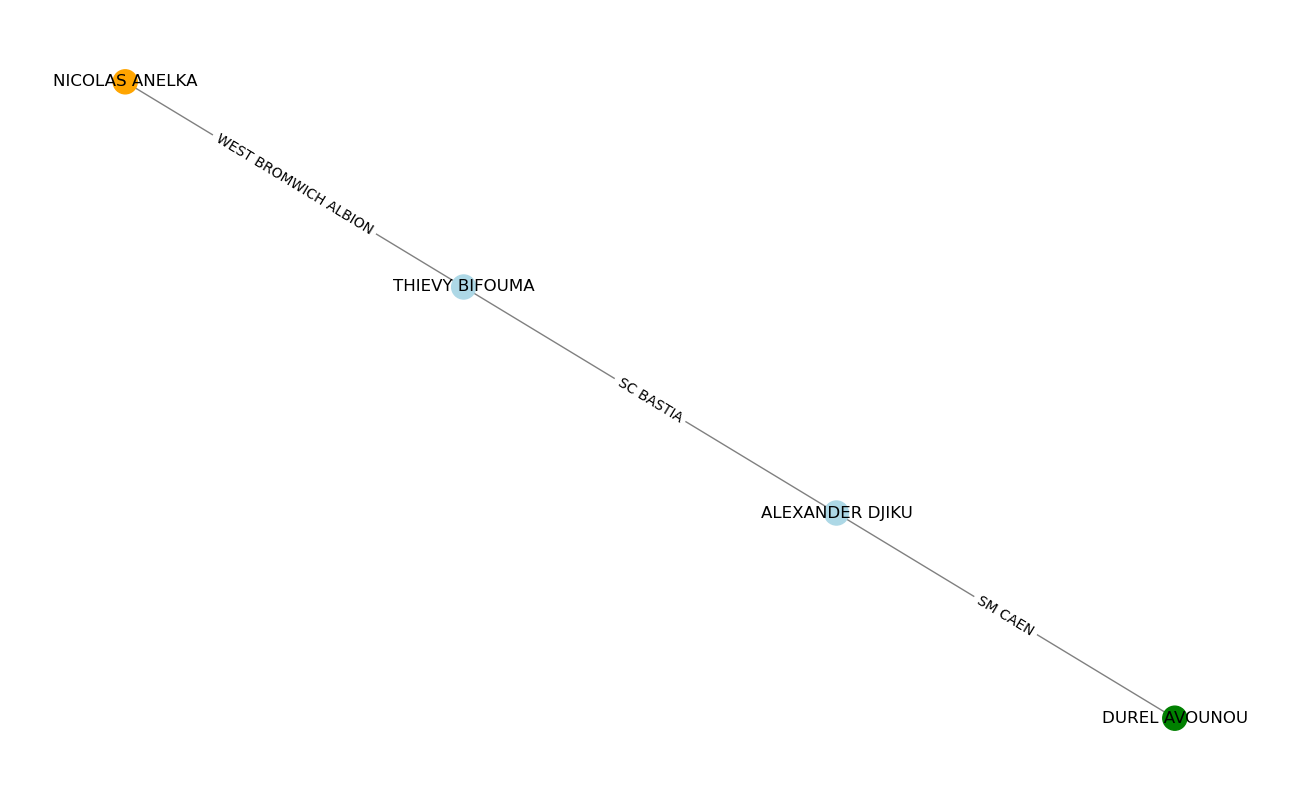 NICOLAS ANELKA
WEST BROMWICH ALBION
THIEVY BIFOUMA
SC BASTIA
ALEXANDER DJIKU
SM CAEN
DUREL AVOUNOU